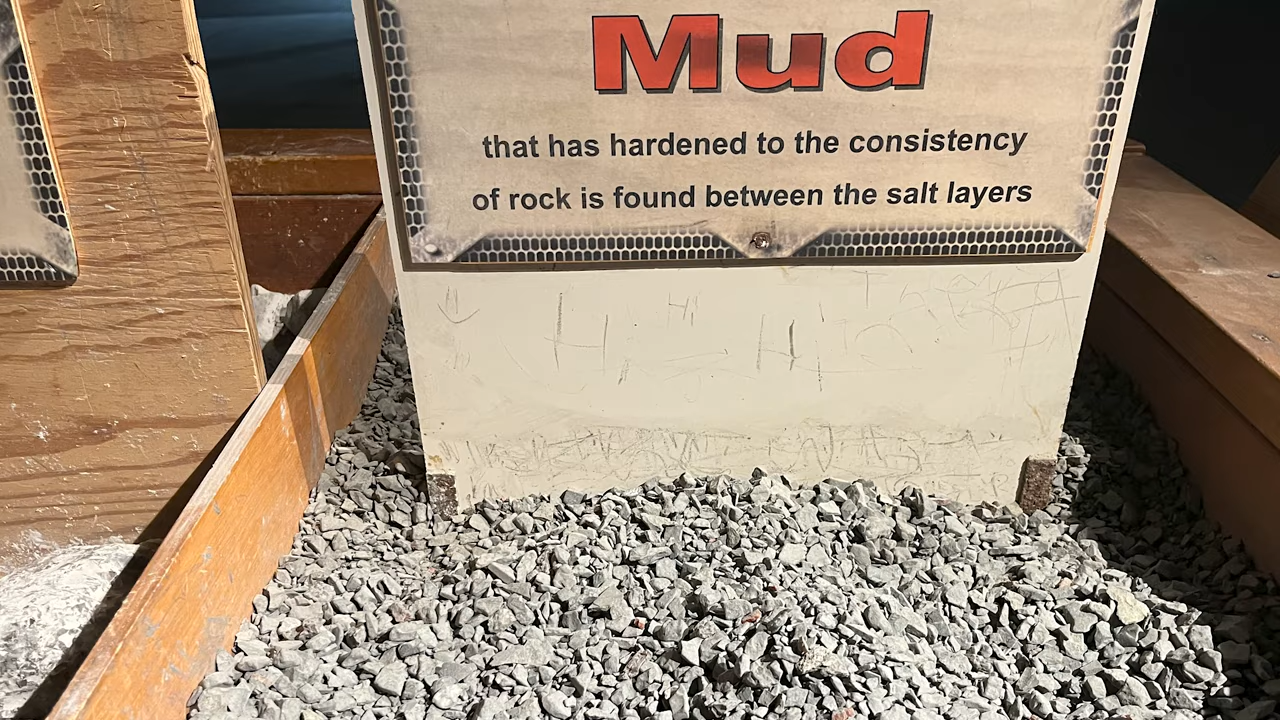 Mud
that has hardened to the consistency
of rock is found between the salt layers